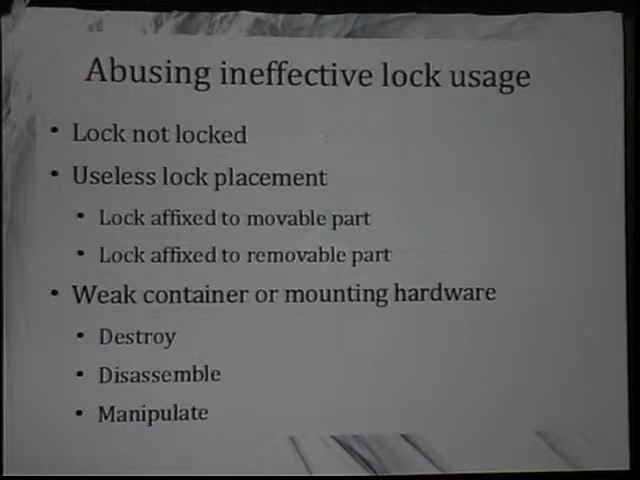 Abusing ineffective lock usage
• Lock not locked
• Useless lock placement
• Lock affixed to movable part
• Lock affixed to removable part
• Weak container or mounting hardware
• Destroy
• Disassemble
• Manipulate